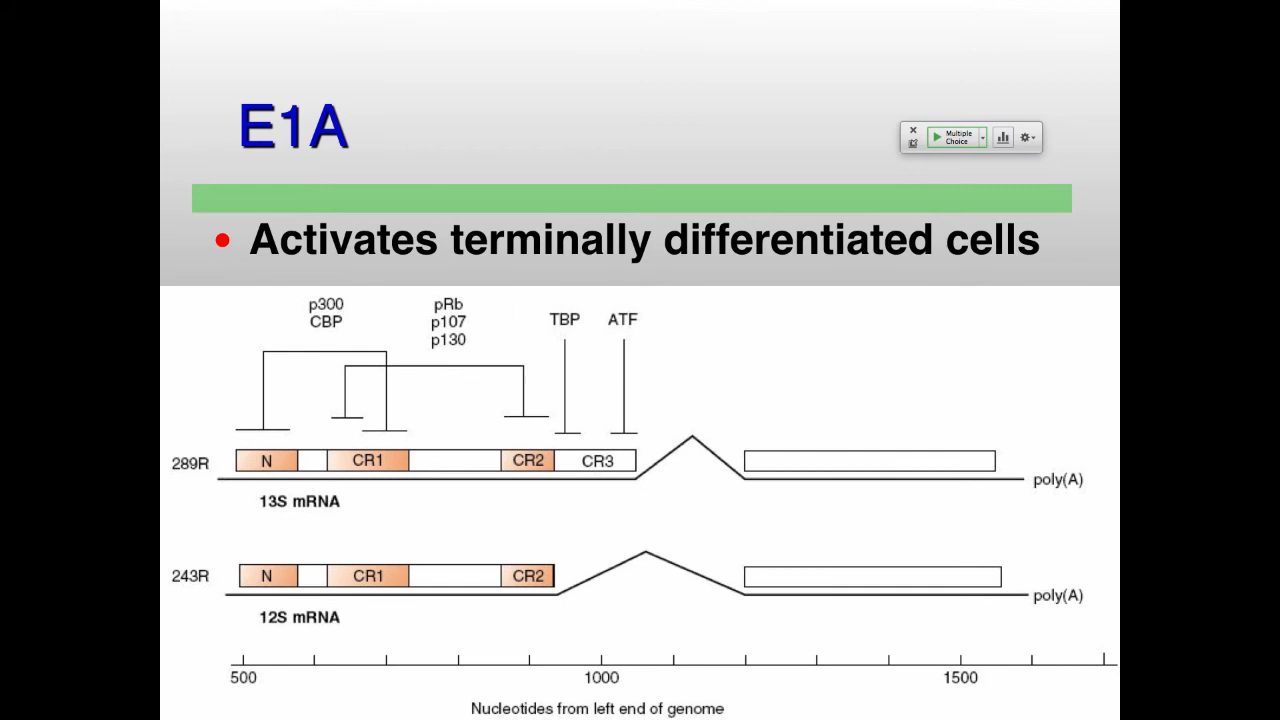 E1A
Multiple
Choice
• Activates terminally differentiated cells
p300
CBP
pRb
p107
p130
TBP
ATF
289R
N
CR1
CR2
CR3
poly(A)
13S mRNA
243R
N
CR1
CR2
poly(A)
12S mRNA
500
1000
1500
Nucleotides from left end of genome